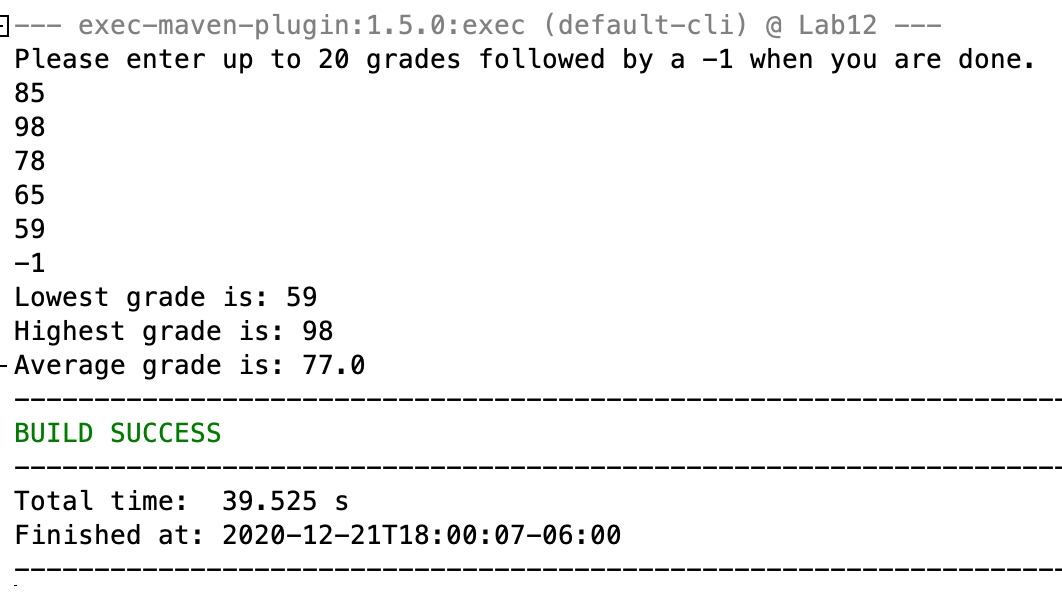 --- exec-maven-plugin:1.5.0:exec (default-cli) @ Lab12 ---
Please enter up to 20 grades followed by a -1 when you are done.
85
98
78
65
59
-1
Lowest grade is: 59
Highest grade is: 98
Average grade is: 77.0
------------------------------------------------------------------
BUILD SUCCESS
------------------------------------------------------------------
Total time:  39.525 s
Finished at: 2020-12-21T18:00:07-06:00
------------------------------------------------------------------